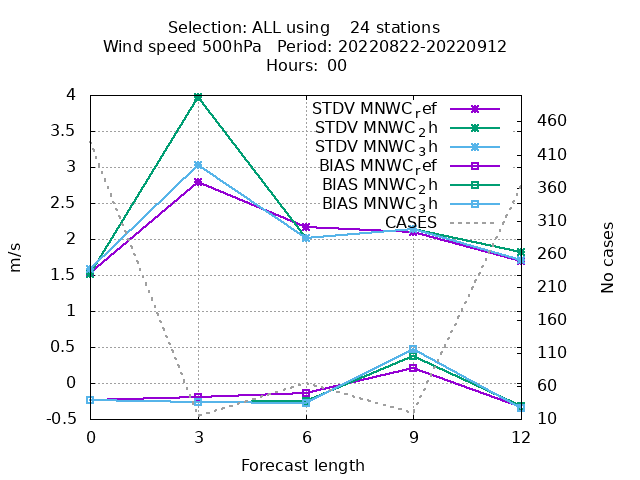 Selection: ALL using    24 stations
Wind speed 500hPa   Period: 20220822-20220912
Hours:  00
STDV MNWC_ref
STDV MNWC_2h
STDV MNWC_3h
BIAS MNWC_ref
BIAS MNWC_2h
BIAS MNWC_3h
CASES
m/s
4
3.5
3
2.5
2
1.5
1
0.5
0
-0.5
No cases
460
410
360
310
260
210
160
110
60
10
0 3 6 9 12
Forecast length